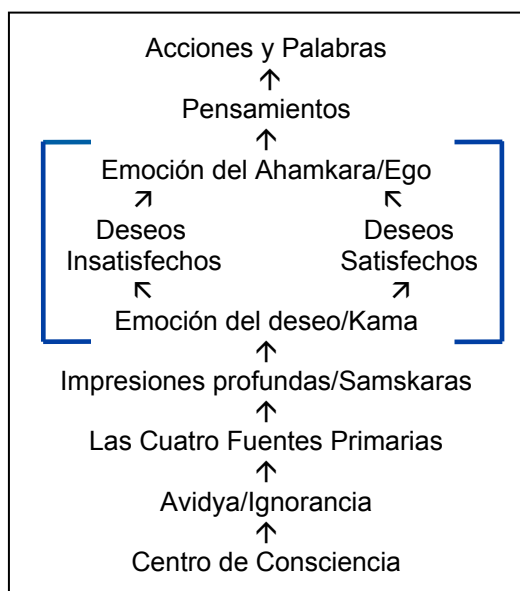 Acciones y Palabras
↑
Pensamientos
↑
Emoción del Ahamkara/Ego
↗ ↖
Deseos Deseos
Insatisfechos Satisfechos
↖ ↗
Emoción del deseo/Kama
↑
Impresiones profundas/Samskaras
↑
Las Cuatro Fuentes Primarias
↑
Avidya/Ignorancia
↑
Centro de Consciencia